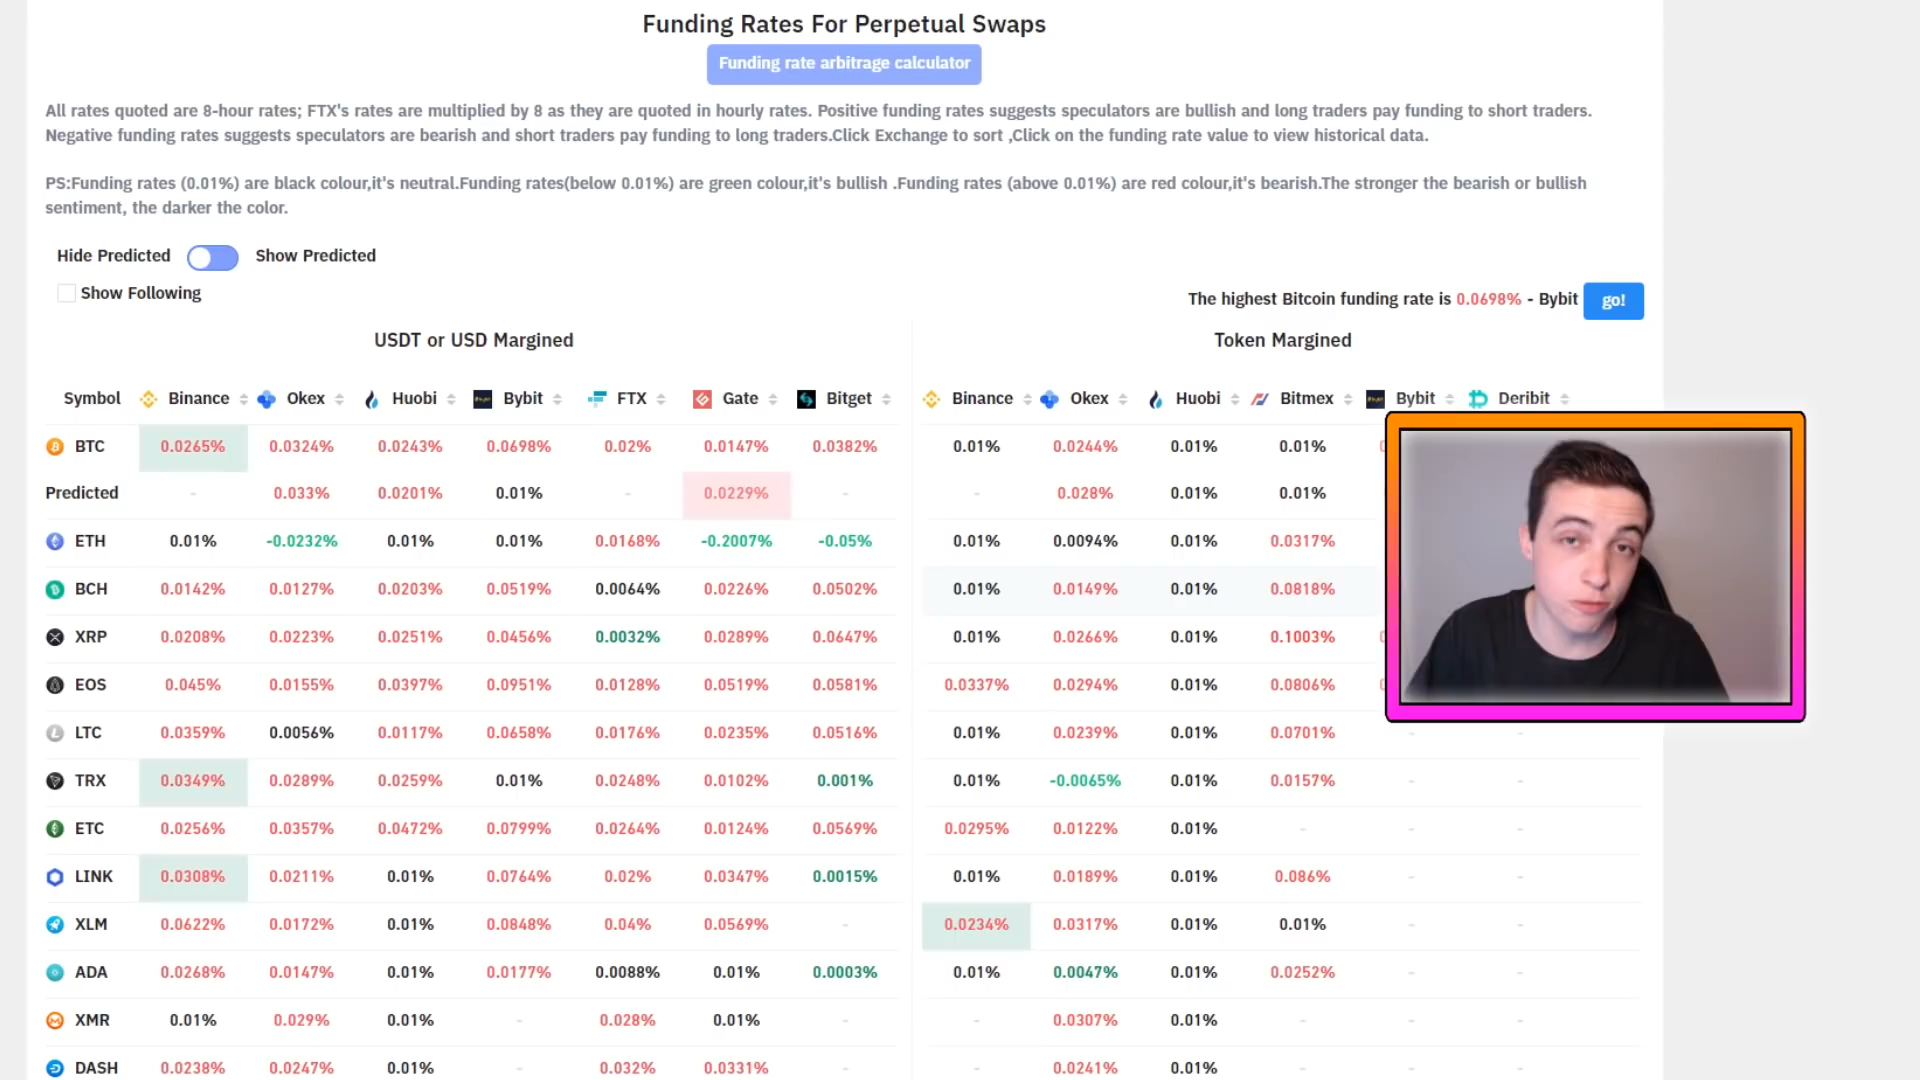 Funding Rates For Perpetual Swaps
Funding rate arbitrage calculator
All rates quoted are 8-hour rates; FTX's rates are multiplied by 8 as they are quoted in hourly rates. Positive funding rates suggests speculators are bullish and long traders pay funding to short traders.
Negative funding rates suggests speculators are bearish and short traders pay funding to long traders.Click Exchange to sort ,Click on the funding rate value to view historical data.
PS:Funding rates (0.01%) are black colour,it's neutral.Funding rates(below 0.01%) are green colour,it's bullish .Funding rates (above 0.01%) are red colour,it's bearish.The stronger the bearish or bullish
sentiment, the darker the color.
Hide Predicted Show Predicted
Show Following
The highest Bitcoin funding rate is 0.0698% - Bybit go!
USDT or USD Margined Token Margined
Symbol Binance Okex Huobi Bybit FTX Gate Bitget Binance Okex Huobi Bitmex Bybit Deribit
BTC 0.0265% 0.0324% 0.0243% 0.0698% 0.02% 0.0147% 0.0382% 0.01% 0.0244% 0.01% 0.01%
Predicted - 0.033% 0.0201% 0.01% - 0.0229% - - 0.028% 0.01% 0.01%
ETH 0.01% -0.0232% 0.01% 0.01% 0.0168% -0.2007% -0.05% 0.01% 0.0094% 0.01% 0.0317%
BCH 0.0142% 0.0127% 0.0203% 0.0519% 0.0064% 0.0226% 0.0502% 0.01% 0.0149% 0.01% 0.0818%
XRP 0.0208% 0.0223% 0.0251% 0.0456% 0.0032% 0.0289% 0.0647% 0.01% 0.0266% 0.01% 0.1003%
EOS 0.045% 0.0155% 0.0397% 0.0951% 0.0128% 0.0519% 0.0581% 0.0337% 0.0294% 0.01% 0.0806%
LTC 0.0359% 0.0056% 0.0117% 0.0658% 0.0176% 0.0235% 0.0516% 0.01% 0.0239% 0.01% 0.0701% - -
TRX 0.0349% 0.0289% 0.0259% 0.01% 0.0248% 0.0102% 0.001% 0.01% -0.0065% 0.01% 0.0157% - -
ETC 0.0256% 0.0357% 0.0472% 0.0799% 0.0264% 0.0124% 0.0569% 0.0295% 0.0122% 0.01% - - -
LINK 0.0308% 0.0211% 0.01% 0.0764% 0.02% 0.0347% 0.0015% 0.01% 0.0189% 0.01% 0.086% - -
XLM 0.0622% 0.0172% 0.01% 0.0848% 0.04% 0.0569% - 0.0234% 0.0317% 0.01% 0.01% - -
ADA 0.0268% 0.0147% 0.01% 0.0177% 0.0088% 0.01% 0.0003% 0.01% 0.0047% 0.01% 0.0252% - -
XMR 0.01% 0.029% 0.01% - 0.028% 0.01% - - 0.0307% 0.01% - - -
DASH 0.0238% 0.0247% 0.01% - 0.032% 0.0331% - - 0.0241% 0.01% - - -